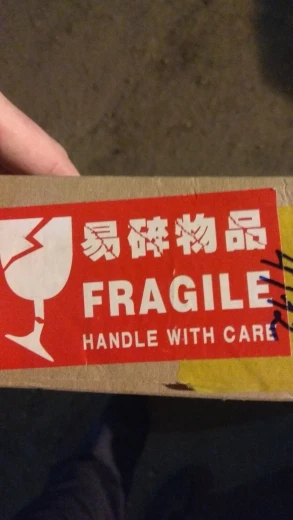 易碎物品
FRAGILE
HANDLE WITH CARE